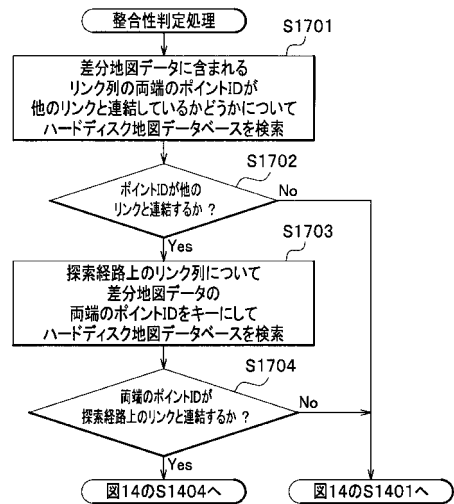 整合性判定処理
S1701
差分地図データに含まれる
リンク列の両端のポイントIDが
他のリンクと連結しているかどうかについて
ハードディスク地図データベースを検索
S1702
ポイントIDが他の
リンクと連結するか ?
No
Yes
S1703
探索経路上のリンク列について
差分地図データの
両端のポイントIDをキーにして
ハードディスク地図データベースを検索
S1704
両端のポイントIDが
探索経路上のリンクと連結するか ?
No
Yes
図14のS1404へ
図14のS1401へ